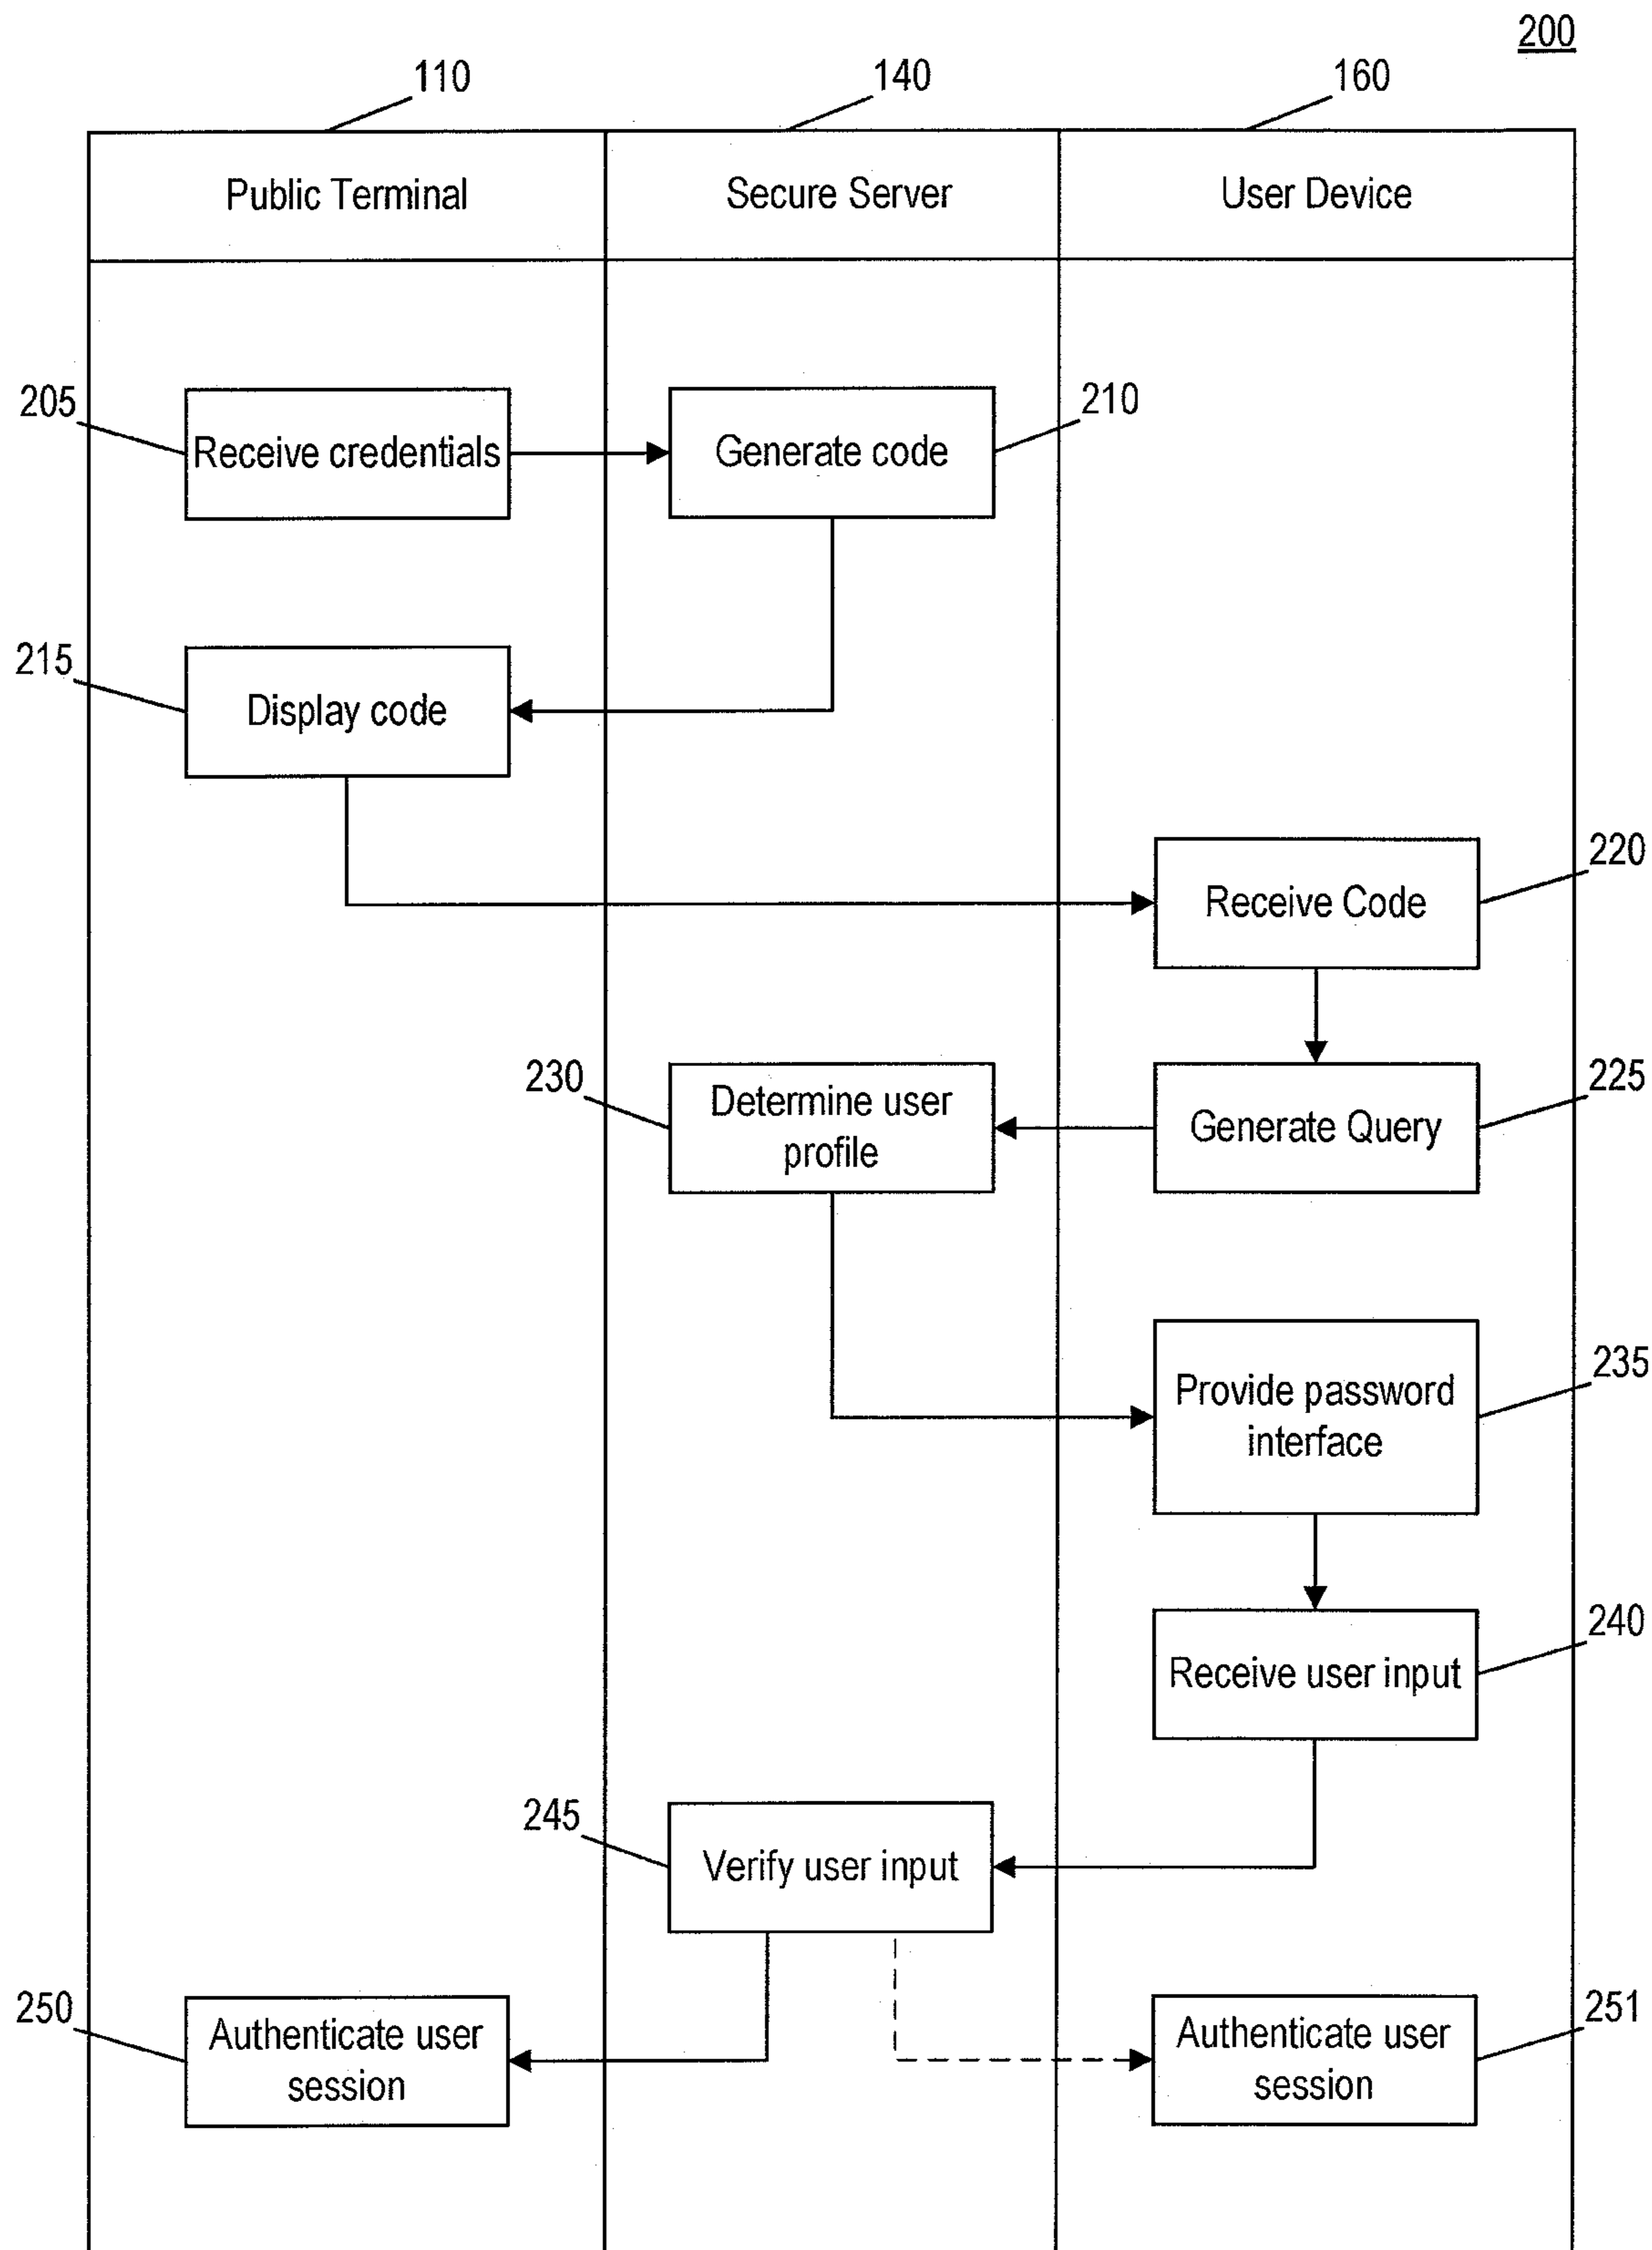 200
110
140
160
Public Terminal
Secure Server
User Device
205
Receive credentials
Generate code
210
215
Display code
220
Receive Code
230
Determine user
profile
Generate Query
225
235
Provide password
interface
240
Receive user input
245
Verify user input
250
Authenticate user
session
251
Authenticate user
session